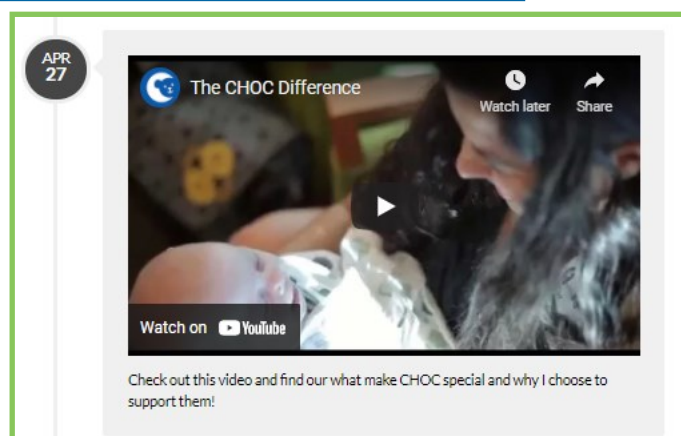 APR
27
The CHOC Difference
Watch later
Share
Watch on YouTube
Check out this video and find our what make CHOC special and why I choose to
support them!